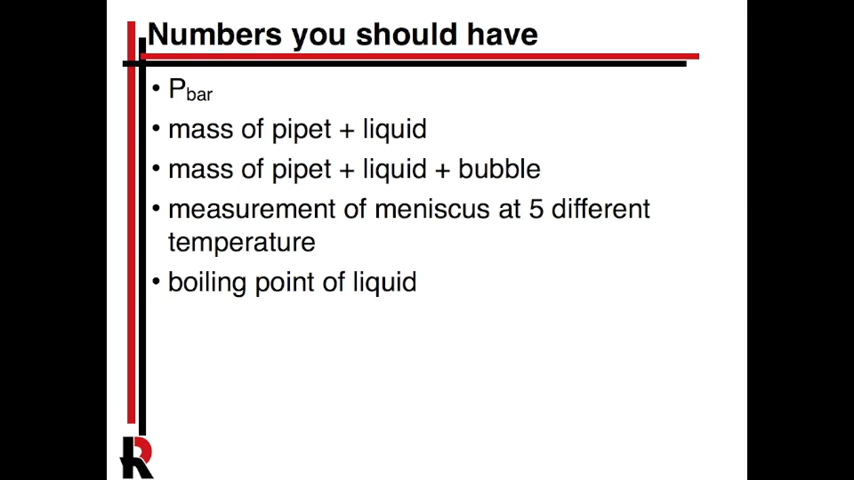 Numbers you should have
• Pbar
• mass of pipet + liquid
• mass of pipet + liquid + bubble
• measurement of meniscus at 5 different
temperature
• boiling point of liquid
R